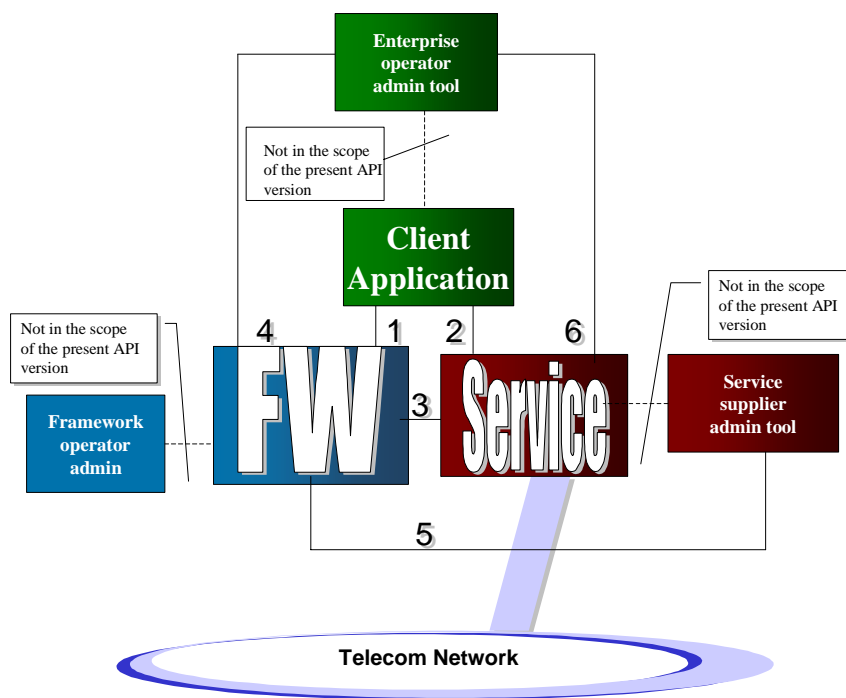 Enterprise
operator
admin tool
Not in the scope
of the present API
version
Client
Application
Not in the scope
of the present API
version
Not in the scope
of the present API
version
4
1
2
6
FW
3
Service
Service
supplier
admin tool
Framework
operator
admin
5
Telecom Network